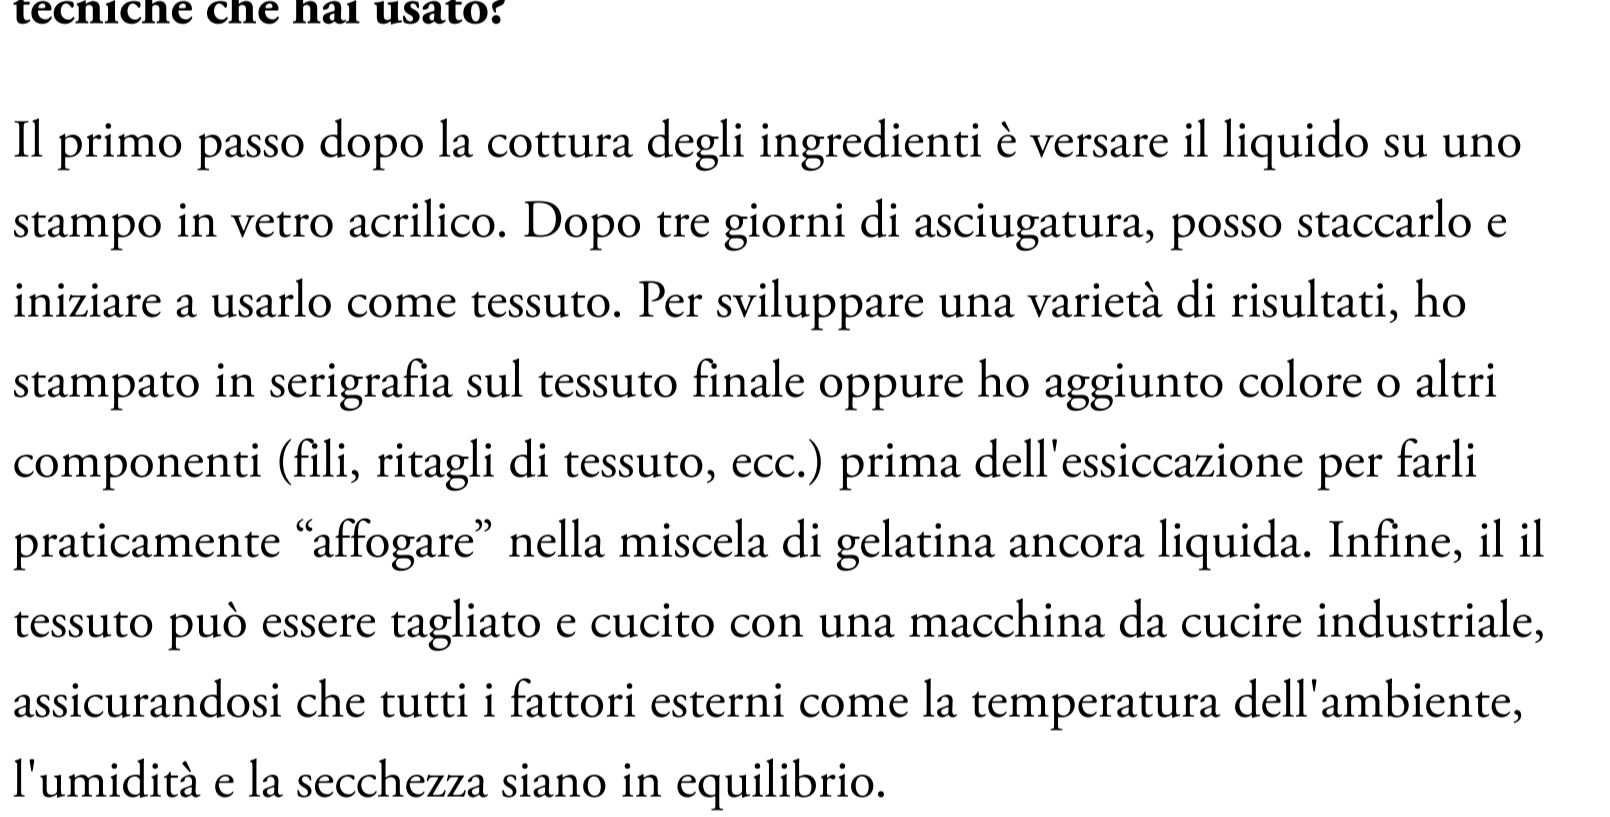 tecniche che hai usato?
Il primo passo dopo la cottura degli ingredienti è versare il liquido su uno
stampo in vetro acrilico. Dopo tre giorni di asciugatura, posso staccarlo e
iniziare a usarlo come tessuto. Per sviluppare una varietà di risultati, ho
stampato in serigrafia sul tessuto finale oppure ho aggiunto colore o altri
componenti (fili, ritagli di tessuto, ecc.) prima dell'essiccazione per farli
praticamente “affogare” nella miscela di gelatina ancora liquida. Infine, il il
tessuto può essere tagliato e cucito con una macchina da cucire industriale,
assicurandosi che tutti i fattori esterni come la temperatura dell'ambiente,
l'umidità e la secchezza siano in equilibrio.